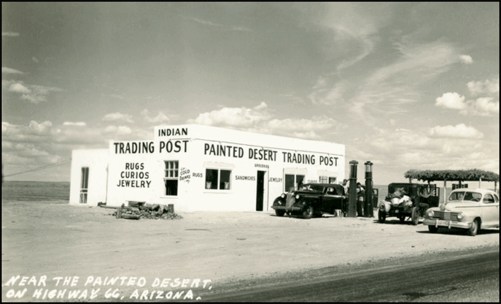 INDIAN
TRADING POST
RUGS
CURIOS
JEWELRY
PAINTED DESERT TRADING POST
RUGS
SANDWICHES
JEWELRY
NEAR THE PAINTED DESERT.
ON HIGHWAY 66, ARIZONA.